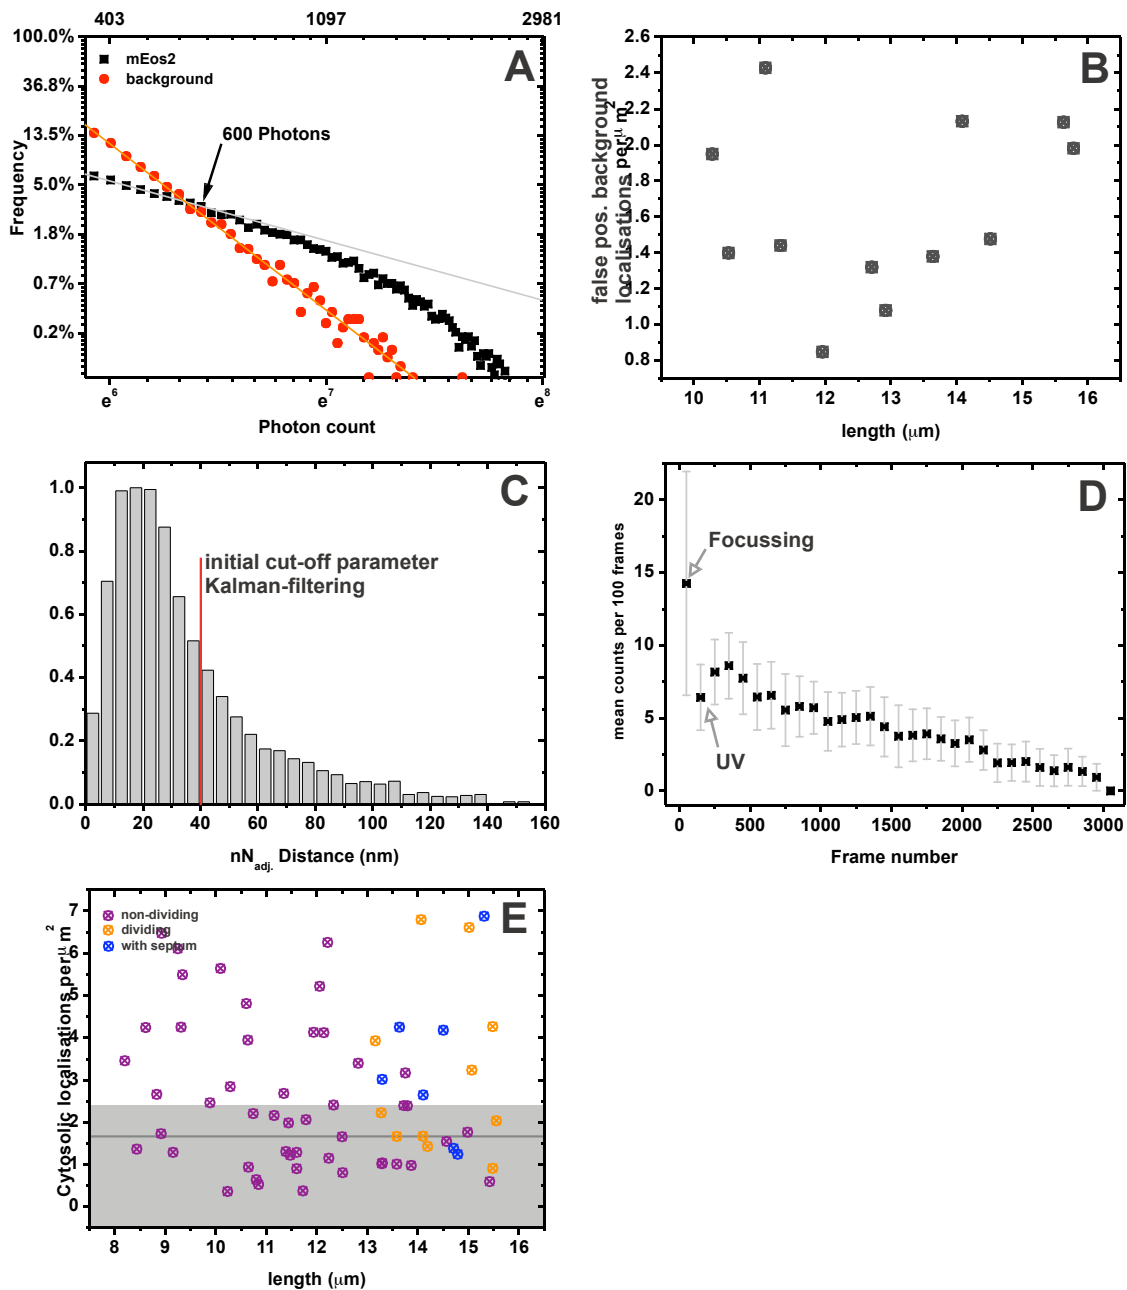 403 1097 2981
100.0%
36.8%
13.5%
5.0%
1.8%
0.7%
0.2%
Frequency
mEos2
background
600 Photons
A
e6 e7 e8
Photon count
2.6
2.4
2.2
2.0
1.8
1.6
1.4
1.2
1.0
0.8
false pos. background
localisations per μm2
B
10 11 12 13 14 15 16
length (μm)
1.0
0.8
0.6
0.4
0.2
0.0
C
initial cut-off parameter
Kalman-filtering
0 20 40 60 80 100 120 140 160
nNadj. Distance (nm)
20
15
10
5
0
mean counts per 100 frames
D
Focussing
UV
0 500 1000 1500 2000 2500 3000
Frame number
7
6
5
4
3
2
1
0
Cytosolic localisations per μm2
non-dividing
dividing
with septum
E
8 9 10 11 12 13 14 15 16
length (μm)